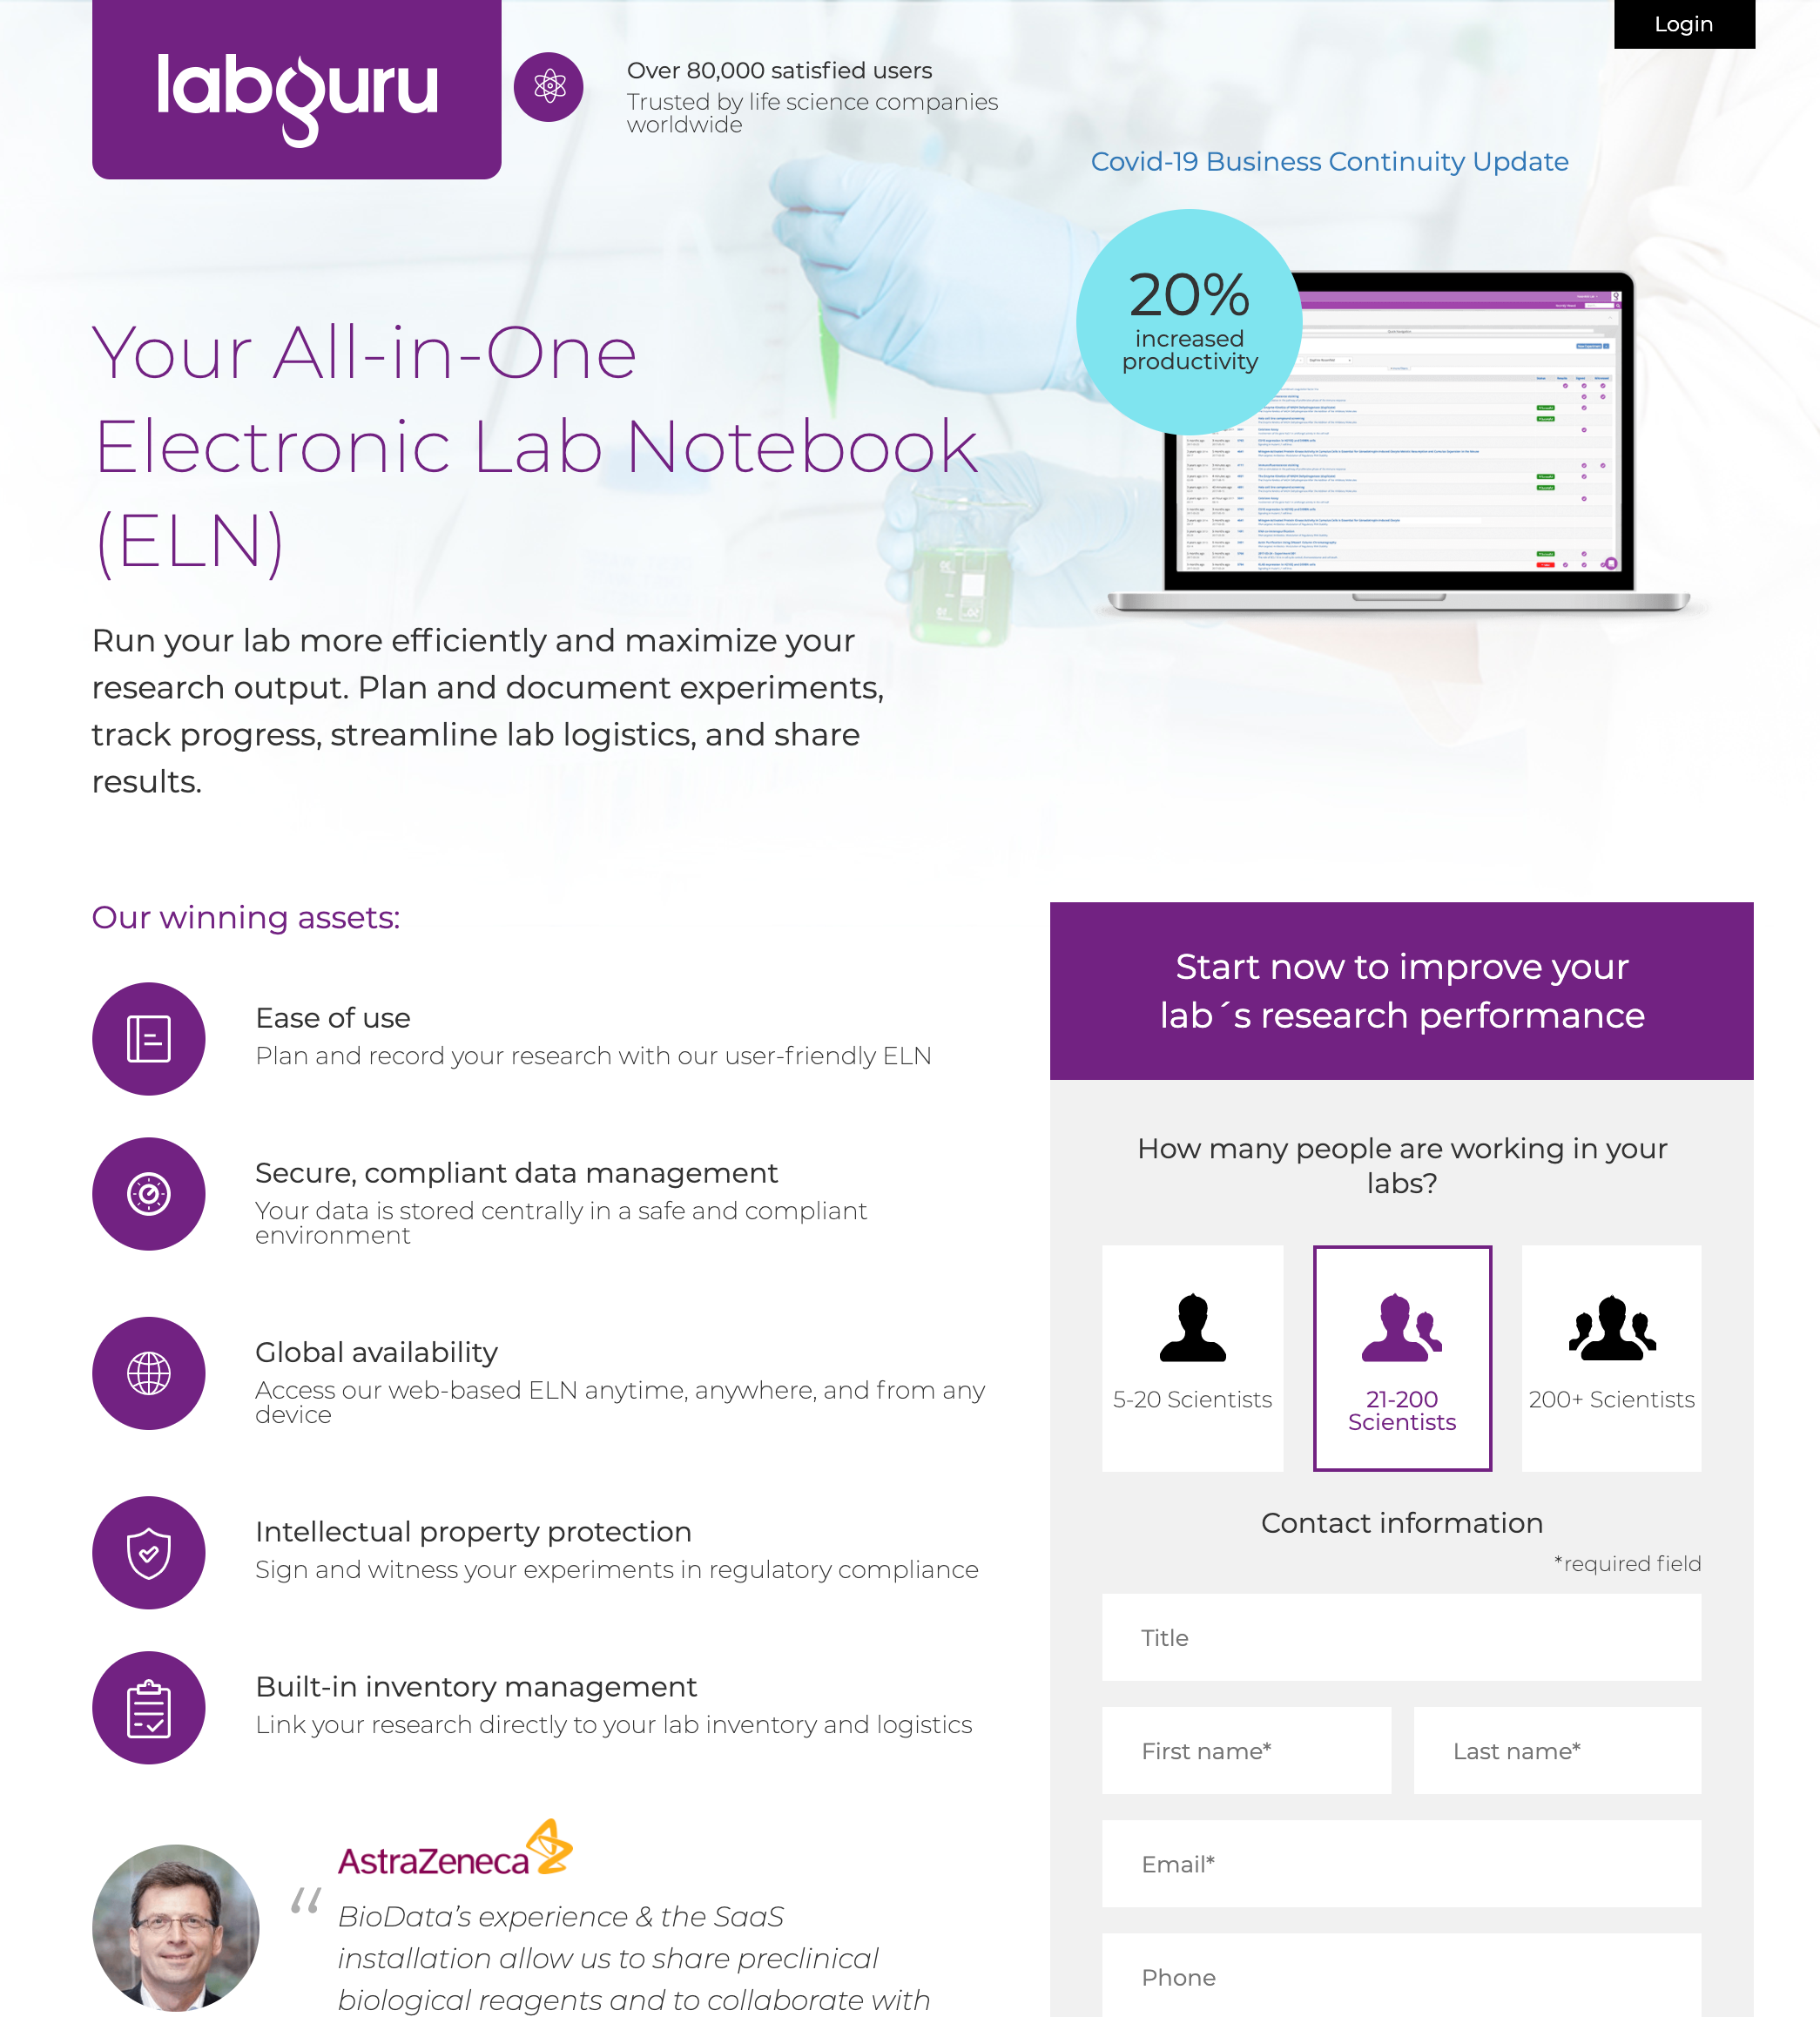 Login
labguru
Over 80,000 satisfied users
Trusted by life science companies
worldwide
Covid-19 Business Continuity Update
20%
increased
productivity
Your All-in-One
Electronic Lab Notebook
(ELN)
Run your lab more efficiently and maximize your
research output. Plan and document experiments,
track progress, streamline lab logistics, and share
results.
Our winning assets:
Ease of use
Plan and record your research with our user-friendly ELN
Secure, compliant data management
Your data is stored centrally in a safe and compliant
environment
Global availability
Access our web-based ELN anytime, anywhere, and from any
device
Intellectual property protection
Sign and witness your experiments in regulatory compliance
Built-in inventory management
Link your research directly to your lab inventory and logistics
AstraZeneca
“ BioData’s experience & the SaaS
installation allow us to share preclinical
biological reagents and to collaborate with
Start now to improve your
lab´s research performance
How many people are working in your
labs?
5-20 Scientists
21-200
Scientists
200+ Scientists
Contact information
*required field
Title
First name*
Last name*
Email*
Phone